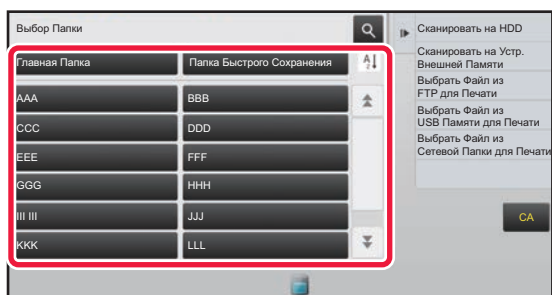 Выбор Папки
Главная Папка
Папка Быстрого Сохранения
A
Z
AAA
BBB
CCC
DDD
EEE
FFF
GGG
HHH
III III
JJJ
KKK
LLL
Сканировать на HDD
Сканировать на Устр.
Внешней Памяти
Выбрать Файл из
FTP для Печати
Выбрать Файл из
USB Памяти для Печати
Выбрать Файл из
Сетевой Папки для Печати
CA